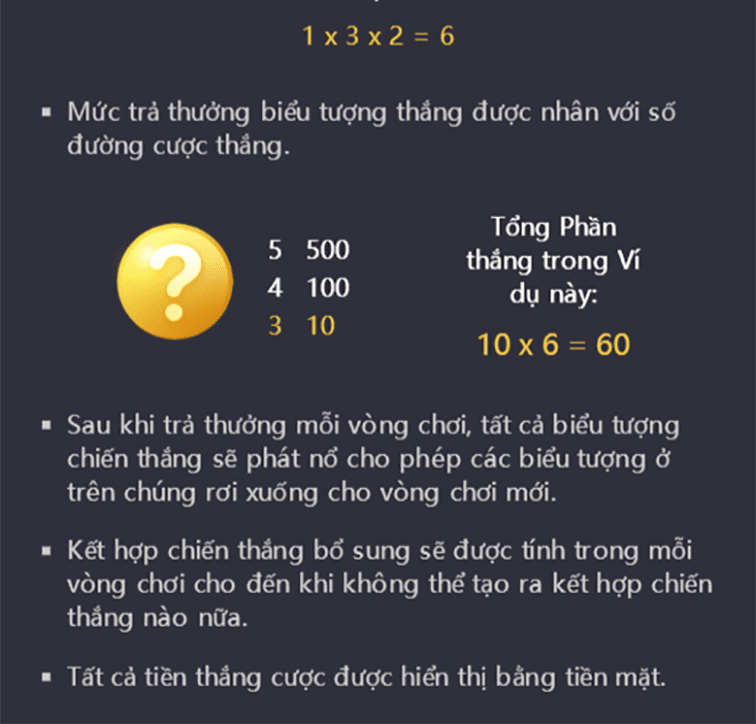 1 x 3 x 2 = 6
▪ Mức trả thưởng biểu tượng thắng được nhân với số
đường cược thắng.
?
5 500
4 100
3 10
Tổng Phần
thắng trong Ví
dụ này:
10 x 6 = 60
▪ Sau khi trả thưởng mỗi vòng chơi, tất cả biểu tượng
chiến thắng sẽ phát nổ cho phép các biểu tượng ở
trên chúng rơi xuống cho vòng chơi mới.
▪ Kết hợp chiến thắng bổ sung sẽ được tính trong mỗi
vòng chơi cho đến khi không thể tạo ra kết hợp chiến
thắng nào nữa.
▪ Tất cả tiền thắng cược được hiển thị bằng tiền mặt.